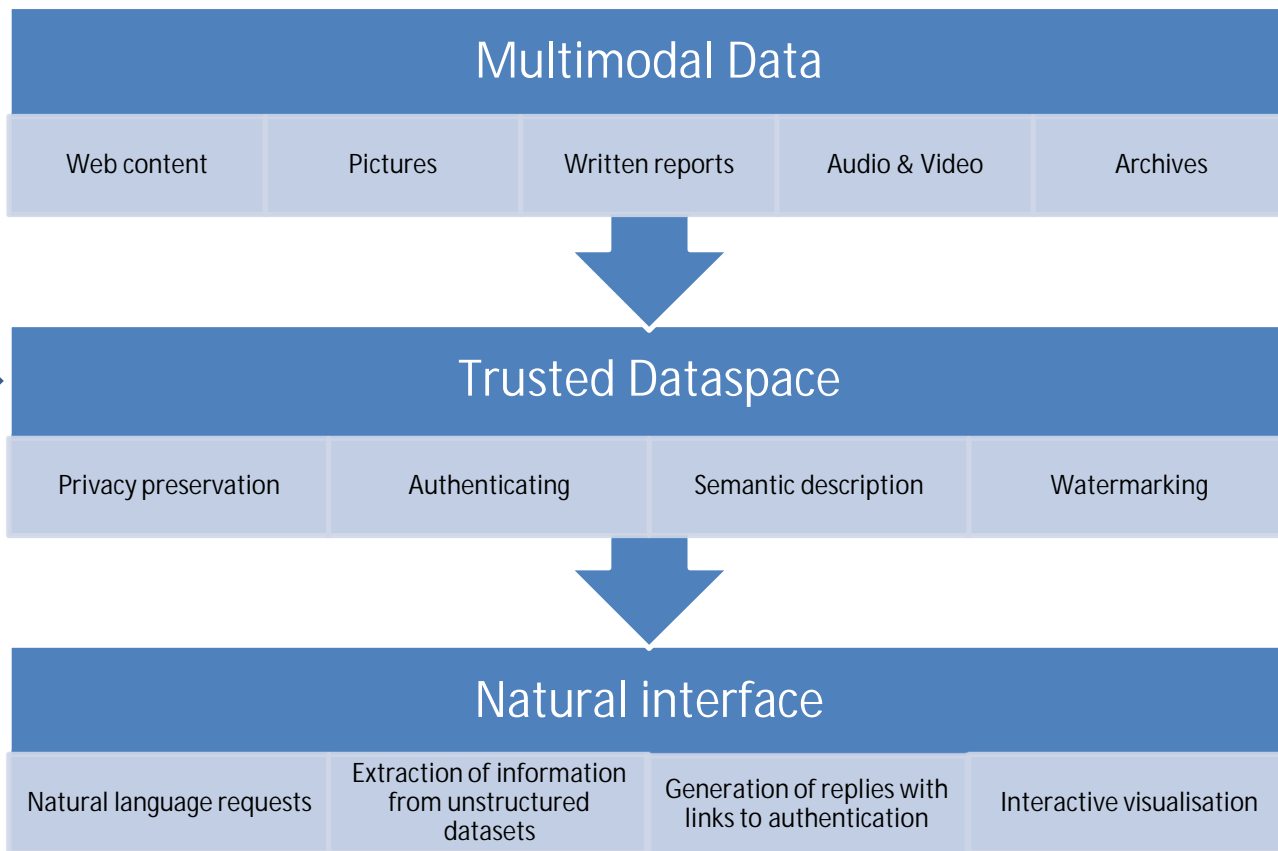 Multimodal Data
Web content
Pictures
Written reports
Audio & Video
Archives
Trusted Dataspace
Privacy preservation
Authenticating
Semantic description
Watermarking
Natural interface
Natural language requests
Extraction of information
from unstructured
datasets
Generation of replies with
links to authentication
Interactive visualisation